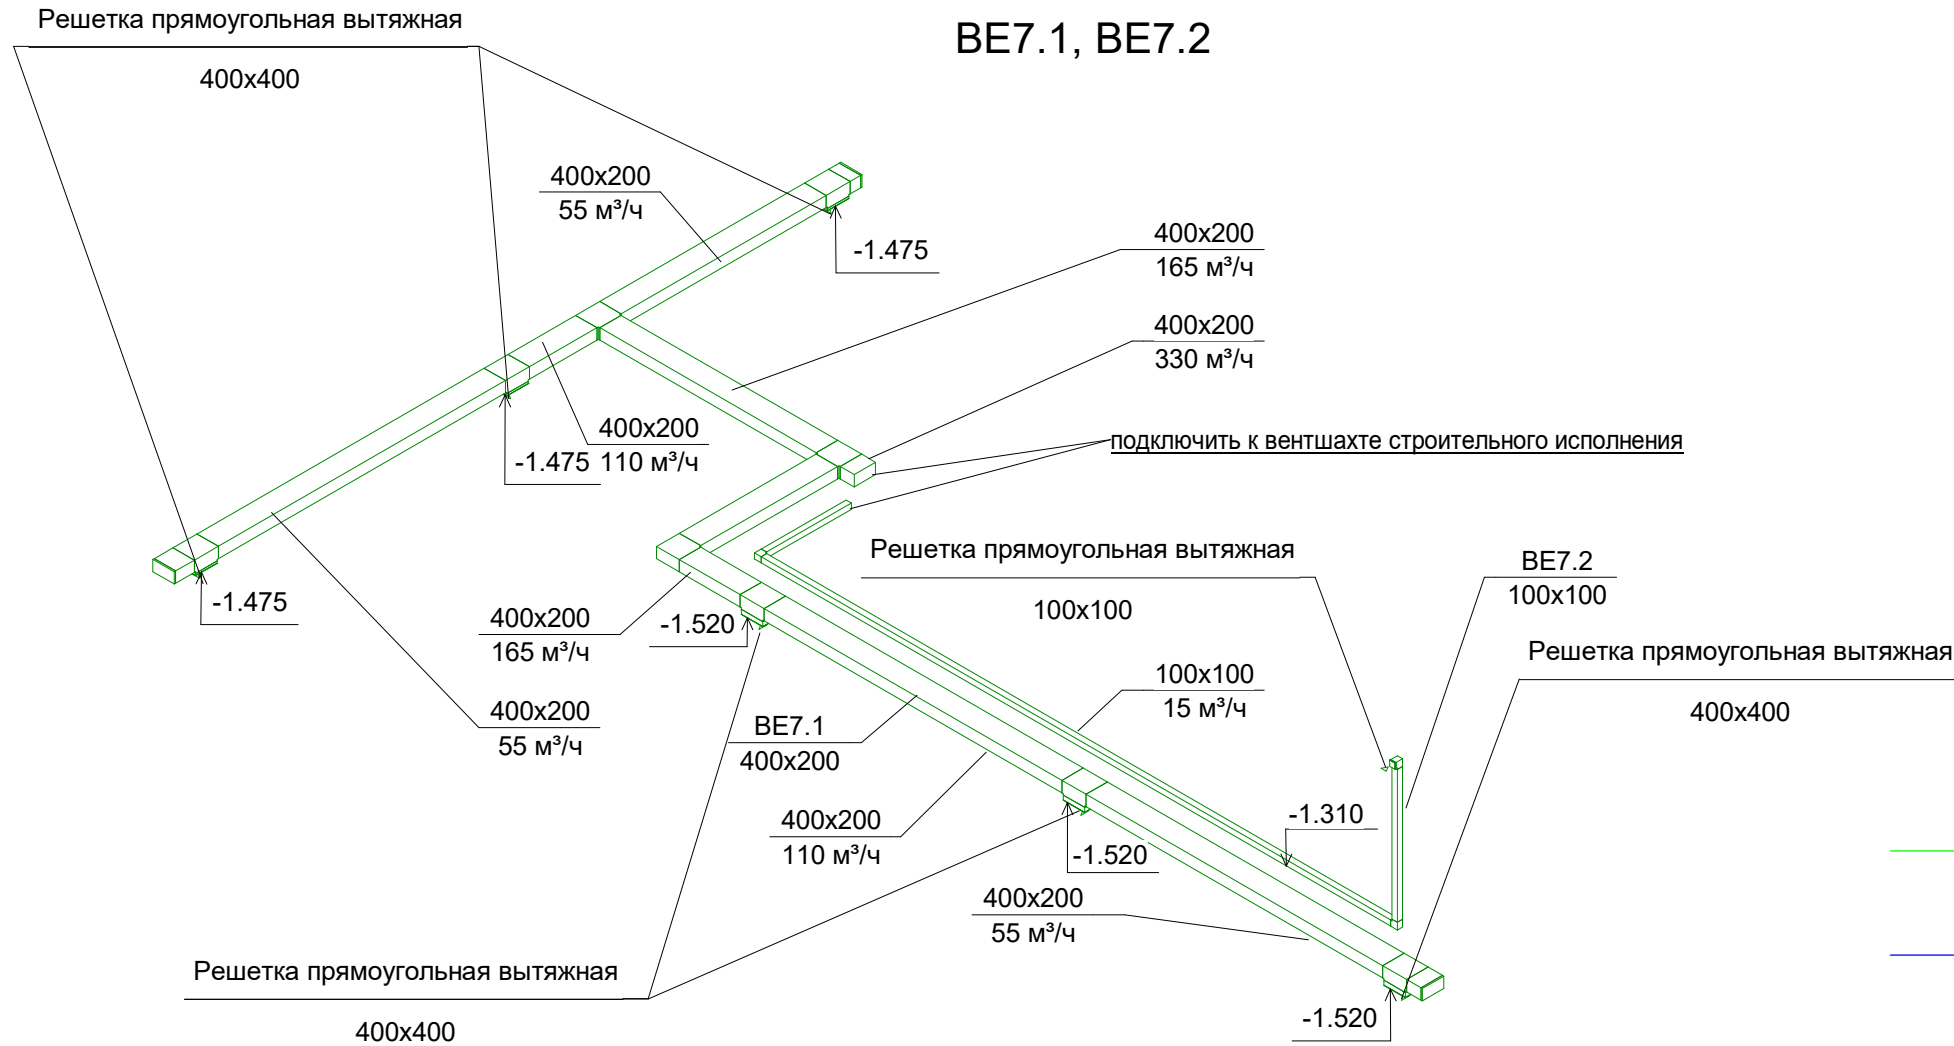 Решетка прямоугольная вытяжная
400x400
ВЕ7.1, ВЕ7.2
400x200
55 м³/ч
-1.475
400x200
165 м³/ч
400x200
330 м³/ч
400x200
110 м³/ч
-1.475
подключить к вентшахте строительного исполнения
Решетка прямоугольная вытяжная
100x100
ВЕ7.2
100x100
-1.475
400x200
165 м³/ч
-1.520
Решетка прямоугольная вытяжная
400x400
100x100
15 м³/ч
400x200
55 м³/ч
ВЕ7.1
400x200
400x200
110 м³/ч
-1.310
-1.520
400x200
55 м³/ч
Решетка прямоугольная вытяжная
400x400
-1.520